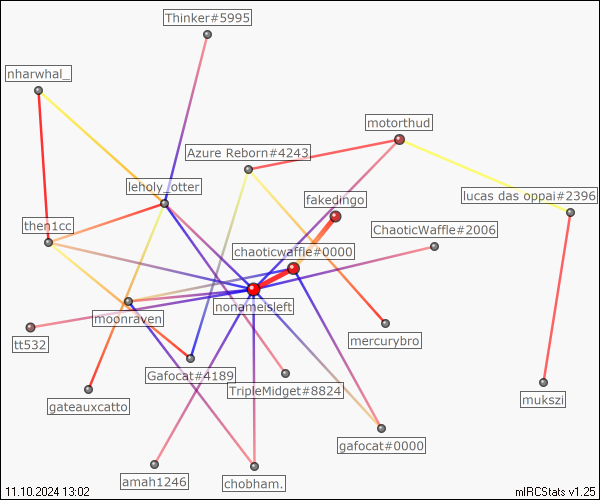 Thinker#5995
nharwhal_
motorthud
Azure Reborn#4243
leholy_otter
fakedingo
lucas das oppai#2396
then1cc
ChaoticWaffle#2006
chaoticwaffle#0000
nonameisleft
moonraven
tt532
mercurybro
Gafocat#4189
TripleMidget#8824
mukszi
gateauxcatto
gafocat#0000
amah1246
chobham.
11.10.2024 13:02
mIRCStats v1.25